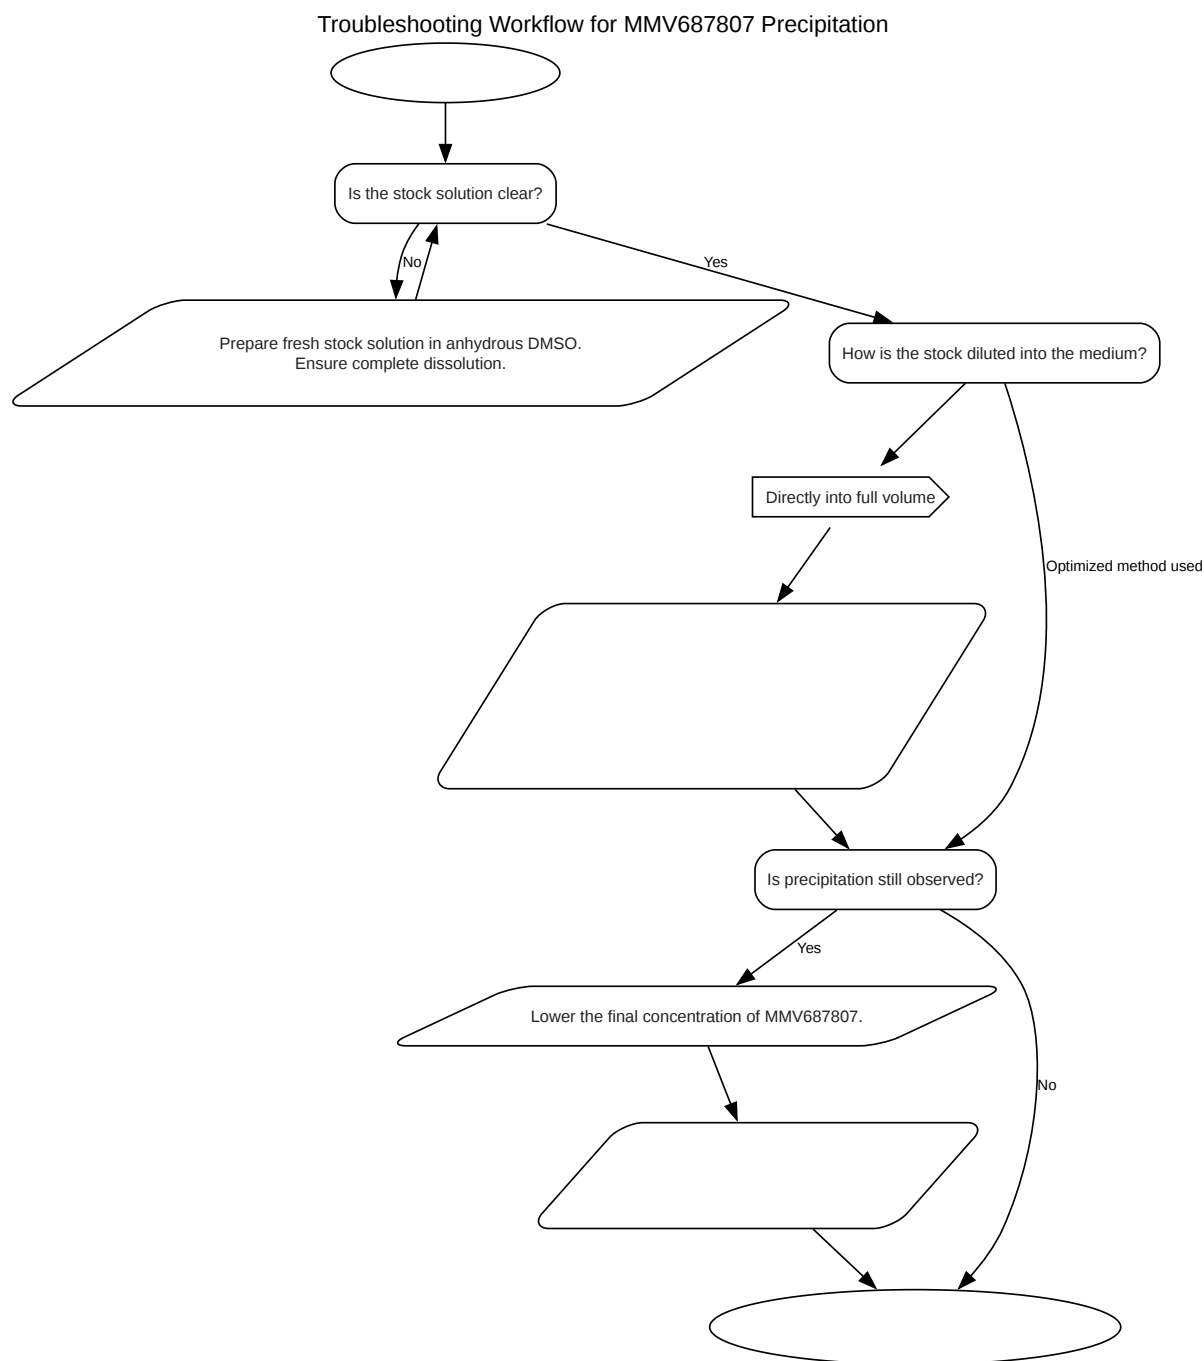 Troubleshooting Workflow for MMV687807 Precipitation
Is the stock solution clear?
No
Yes
Prepare fresh stock solution in anhydrous DMSO.
Ensure complete dissolution.
How is the stock diluted into the medium?
Directly into full volume
Optimized method used
Is precipitation still observed?
Yes
Lower the final concentration of MMV687807.
No